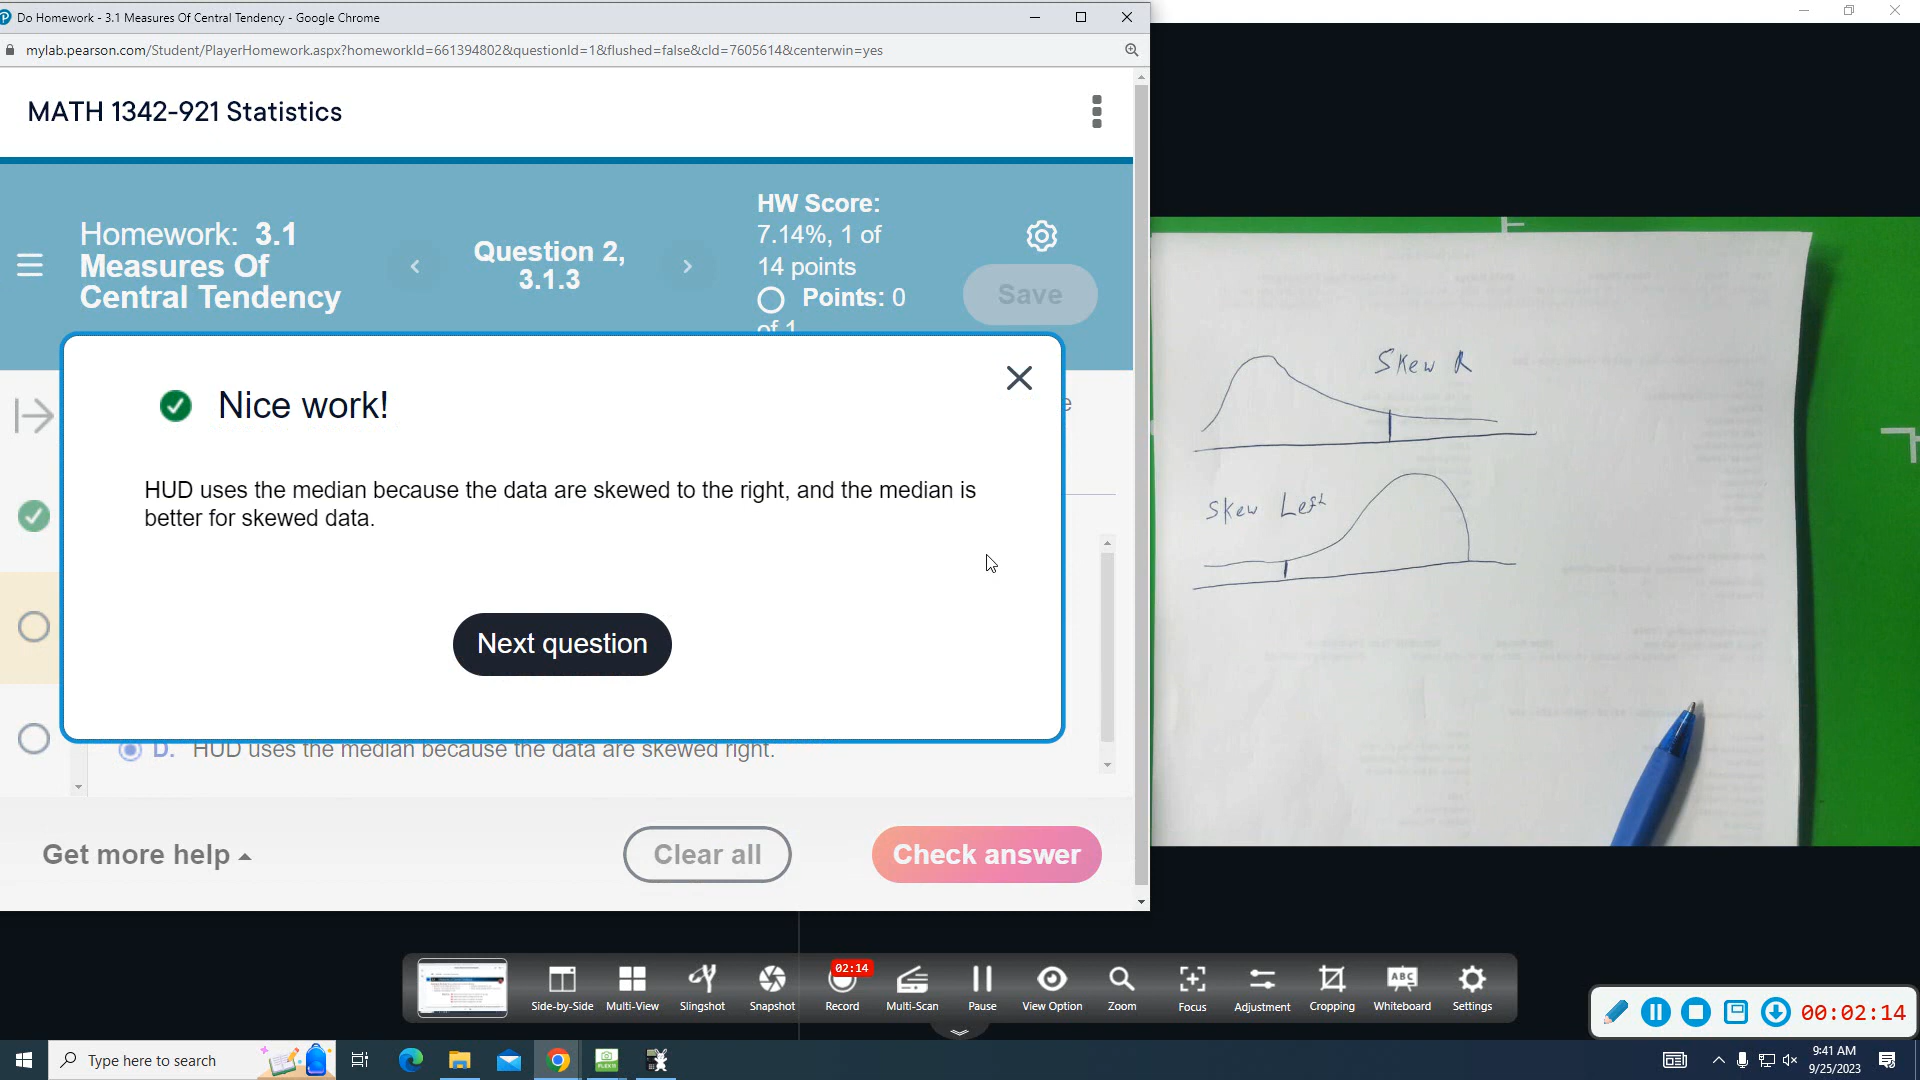 Do Homework - 3.1 Measures Of Central Tendency - Google Chrome
mylab.pearson.com/Student/PlayerHomework.aspx?homeworkId=661394802&questionId=1&flushed=false&cId=7605614&centerwin=yes
MATH 1342-921 Statistics
Homework: 3.1
Measures Of
Central Tendency
Question 2,
3.1.3
HW Score:
7.14%, 1 of
14 points
Points: 0
of 1
Save
Nice work!
HUD uses the median because the data are skewed to the right, and the median is
better for skewed data.
Next question
D. HUD uses the median because the data are skewed right.
Get more help
Clear all
Check answer
Skew R
Skew Left
02:14
Side-by-Side
Multi-View
Slingshot
Snapshot
Record
Multi-Scan
Pause
View Option
Zoom
Focus
Adjustment
Cropping
ABC
Whiteboard
Settings
00:02:14
Type here to search
9:41 AM
9/25/2023